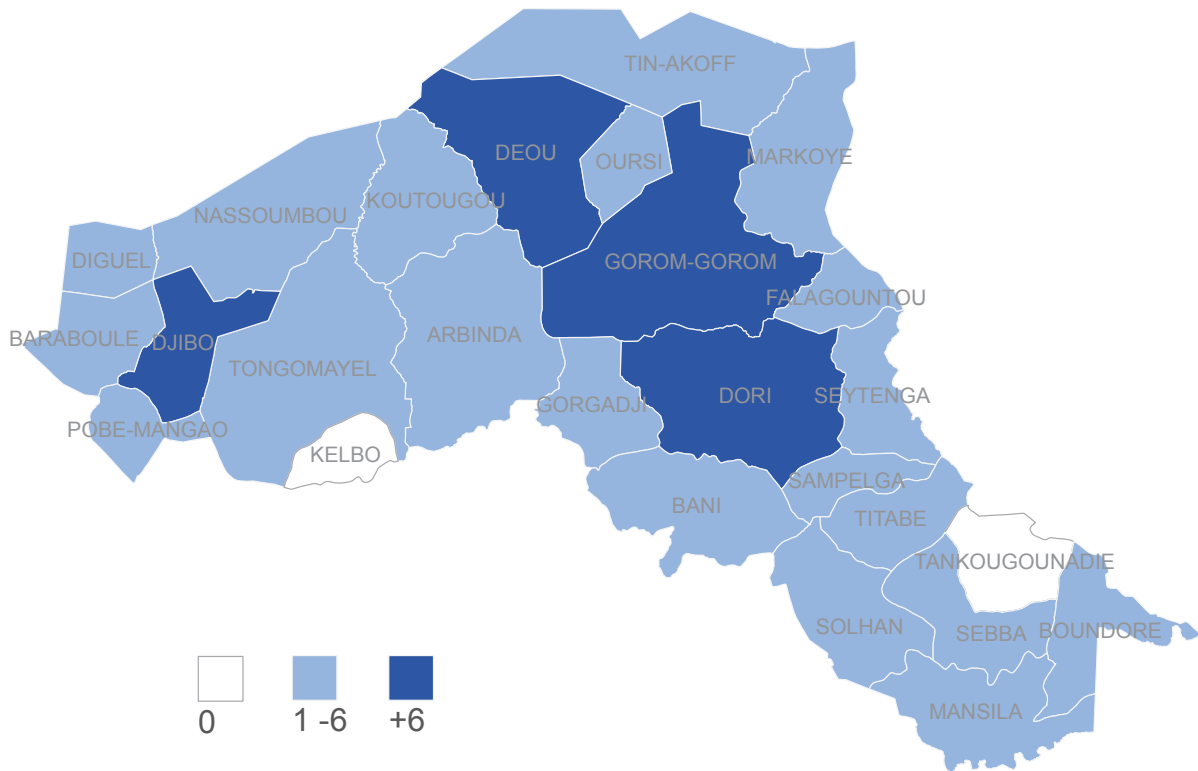 TIN-AKOFF
DEOU
OURSI
MARKOYE
KOUTOUGOU
NASSOUMBOU
DIGUEL
GOROM-GOROM
FALAGOUNTOU
BARABOULE
DJIBO
ARBINDA
TONGOMAYEL
DORI
SEYTENGA
GORGADJI
POBE-MANGAO
KELBO
SAMPELGA
BANI
TITABE
TANKOUGOUNADIE
SOLHAN
SEBBA
BOUNDORE
MANSILA
0
1 -6
+6